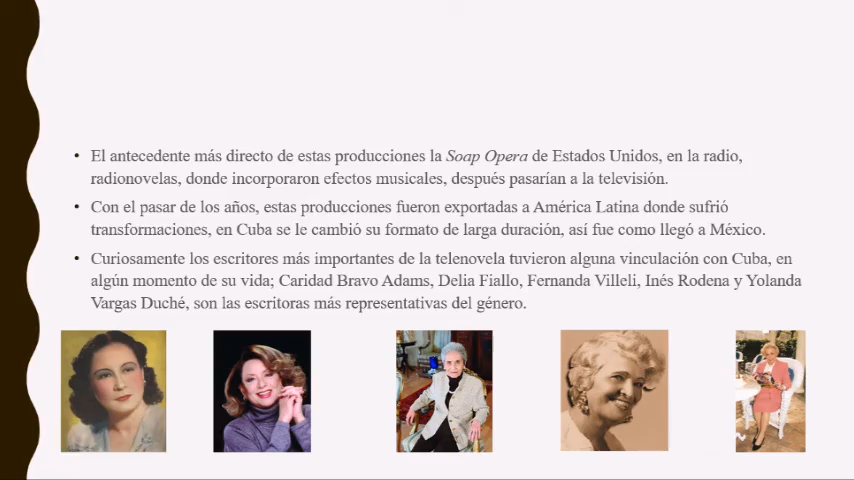 • El antecedente más directo de estas producciones la Soap Opera de Estados Unidos, en la radio,
radionovelas, donde incorporaron efectos musicales, después pasarían a la televisión.
• Con el pasar de los años, estas producciones fueron exportadas a América Latina donde sufrió
transformaciones, en Cuba se le cambió su formato de larga duración, así fue como llegó a México.
• Curiosamente los escritores más importantes de la telenovela tuvieron alguna vinculación con Cuba, en
algún momento de su vida; Caridad Bravo Adams, Delia Fiallo, Fernanda Villeli, Inés Rodena y Yolanda
Vargas Duché, son las escritoras más representativas del género.